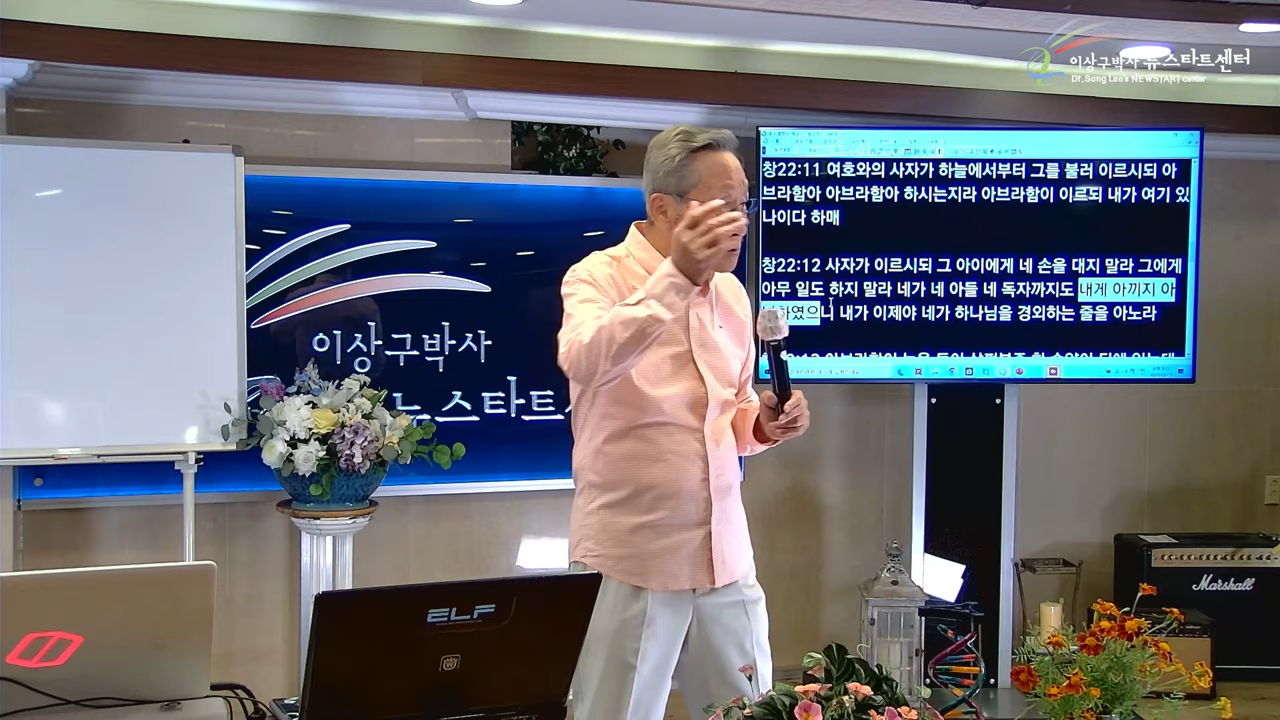 이상구박사 뉴스타트센터
Dr. Sang Lee's NEWSTART Center
창22:11 여호와의 사자가 하늘에서부터 그를 불러 이르시되 아
브라함아 아브라함아 하시는지라 아브라함이 이르되 내가 여기 있
나이다 하매
창22:12 사자가 이르시되 그 아이에게 네 손을 대지 말라 그에게
아무 일도 하지 말라 네가 네 아들 네 독자까지도 내게 아끼지 아
하였으니 내가 이제야 네가 하나님을 경외하는 줄을 아노라
이상구박사
뉴스타트
ELF
Marshall